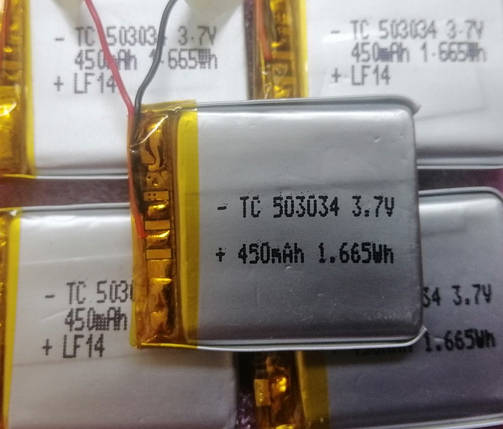 - TC 503034 3.7V
450mAh 1.665Wh
+ LF14
- TC 503034 3.7V
450mAh 1.665Wh
+ LF14
- TC 503034 3.7V
+ 450mAh 1.665Wh
- TC 503
450mAh
+ LF14
34 3.7V
450mAh 1.665Wh